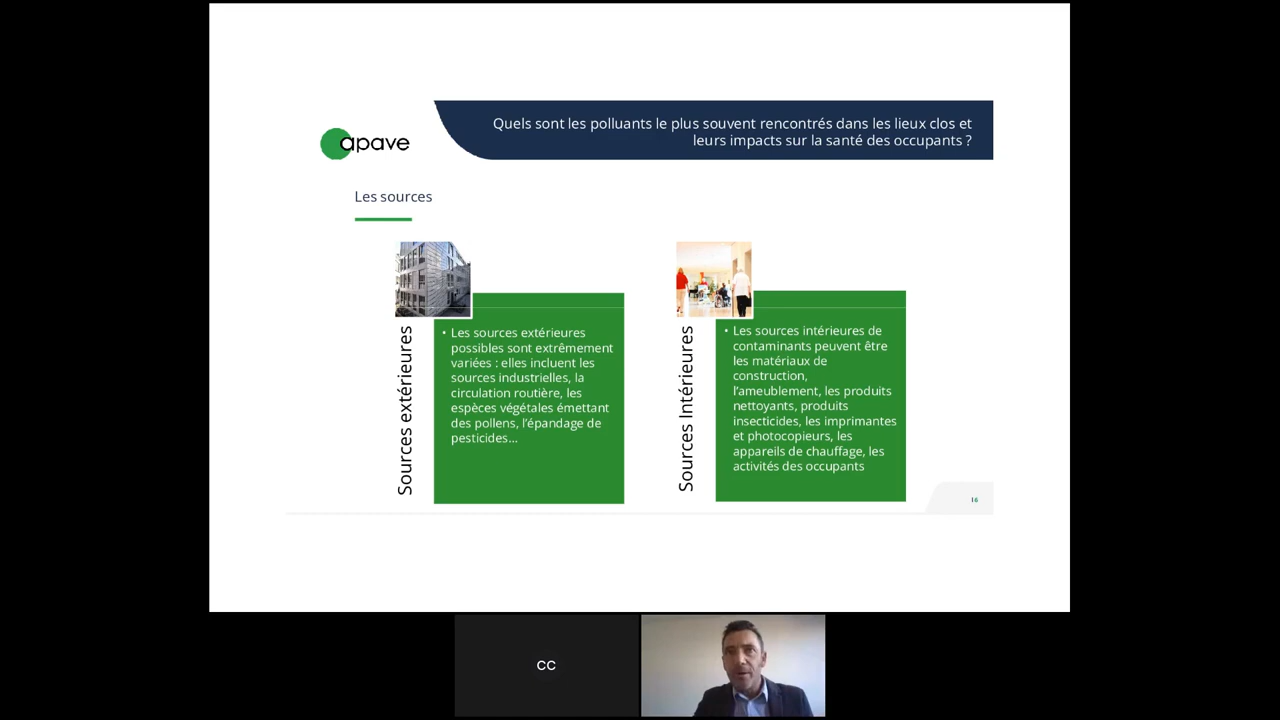 Quels sont les polluants le plus souvent rencontrés dans les lieux clos et
leurs impacts sur la santé des occupants ?
apave
Les sources
Sources extérieures
• Les sources extérieures
possibles sont extrêmement
variées : elles incluent les
sources industrielles, la
circulation routière, les
espèces végétales émettant
des pollens, l’épandage de
pesticides…
Sources Intérieures
• Les sources intérieures de
contaminants peuvent être
les matériaux de
construction,
l’ameublement, les produits
nettoyants, produits
insecticides, les imprimantes
et photocopieurs, les
appareils de chauffage, les
activités des occupants
16
CC